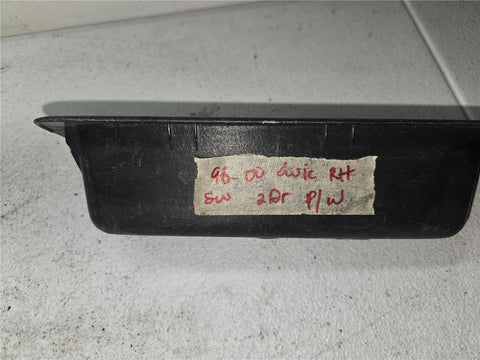 96-00 Civic RH
SW 2Dr P/W